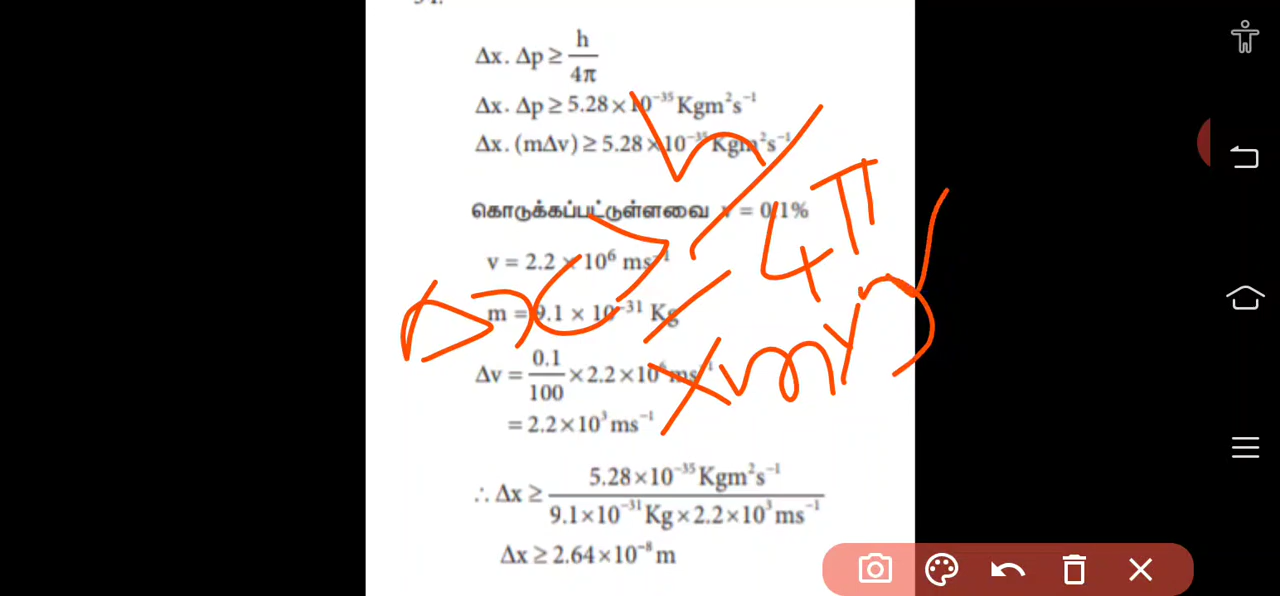 Δx. Δp ≥ h/4π
Δx. Δp ≥ 5.28 × 10⁻³⁵ Kgm²s⁻¹
Δx. (mΔv) ≥ 5.28 × 10⁻³⁵ Kgm²s⁻¹
கொடுக்கப்பட்டுள்ளவை v = 0.1%
v = 2.2 × 10⁶ ms⁻¹
m = 9.1 × 10⁻³¹ Kg
Δv = 0.1/100 × 2.2 × 10⁶ ms⁻¹
= 2.2 × 10³ ms⁻¹
∴ Δx ≥ 5.28 × 10⁻³⁵ Kgm²s⁻¹ / 9.1 × 10⁻³¹ Kg × 2.2 × 10³ ms⁻¹
Δx ≥ 2.64 × 10⁻⁸ m
4π